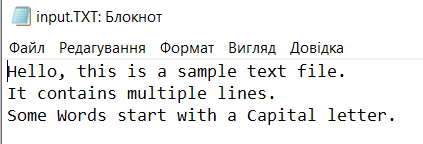 input.TXT: Блокнот
Файл Редагування Формат Вигляд Довідка
Hello, this is a sample text file.
It contains multiple lines.
Some Words start with a Capital letter.